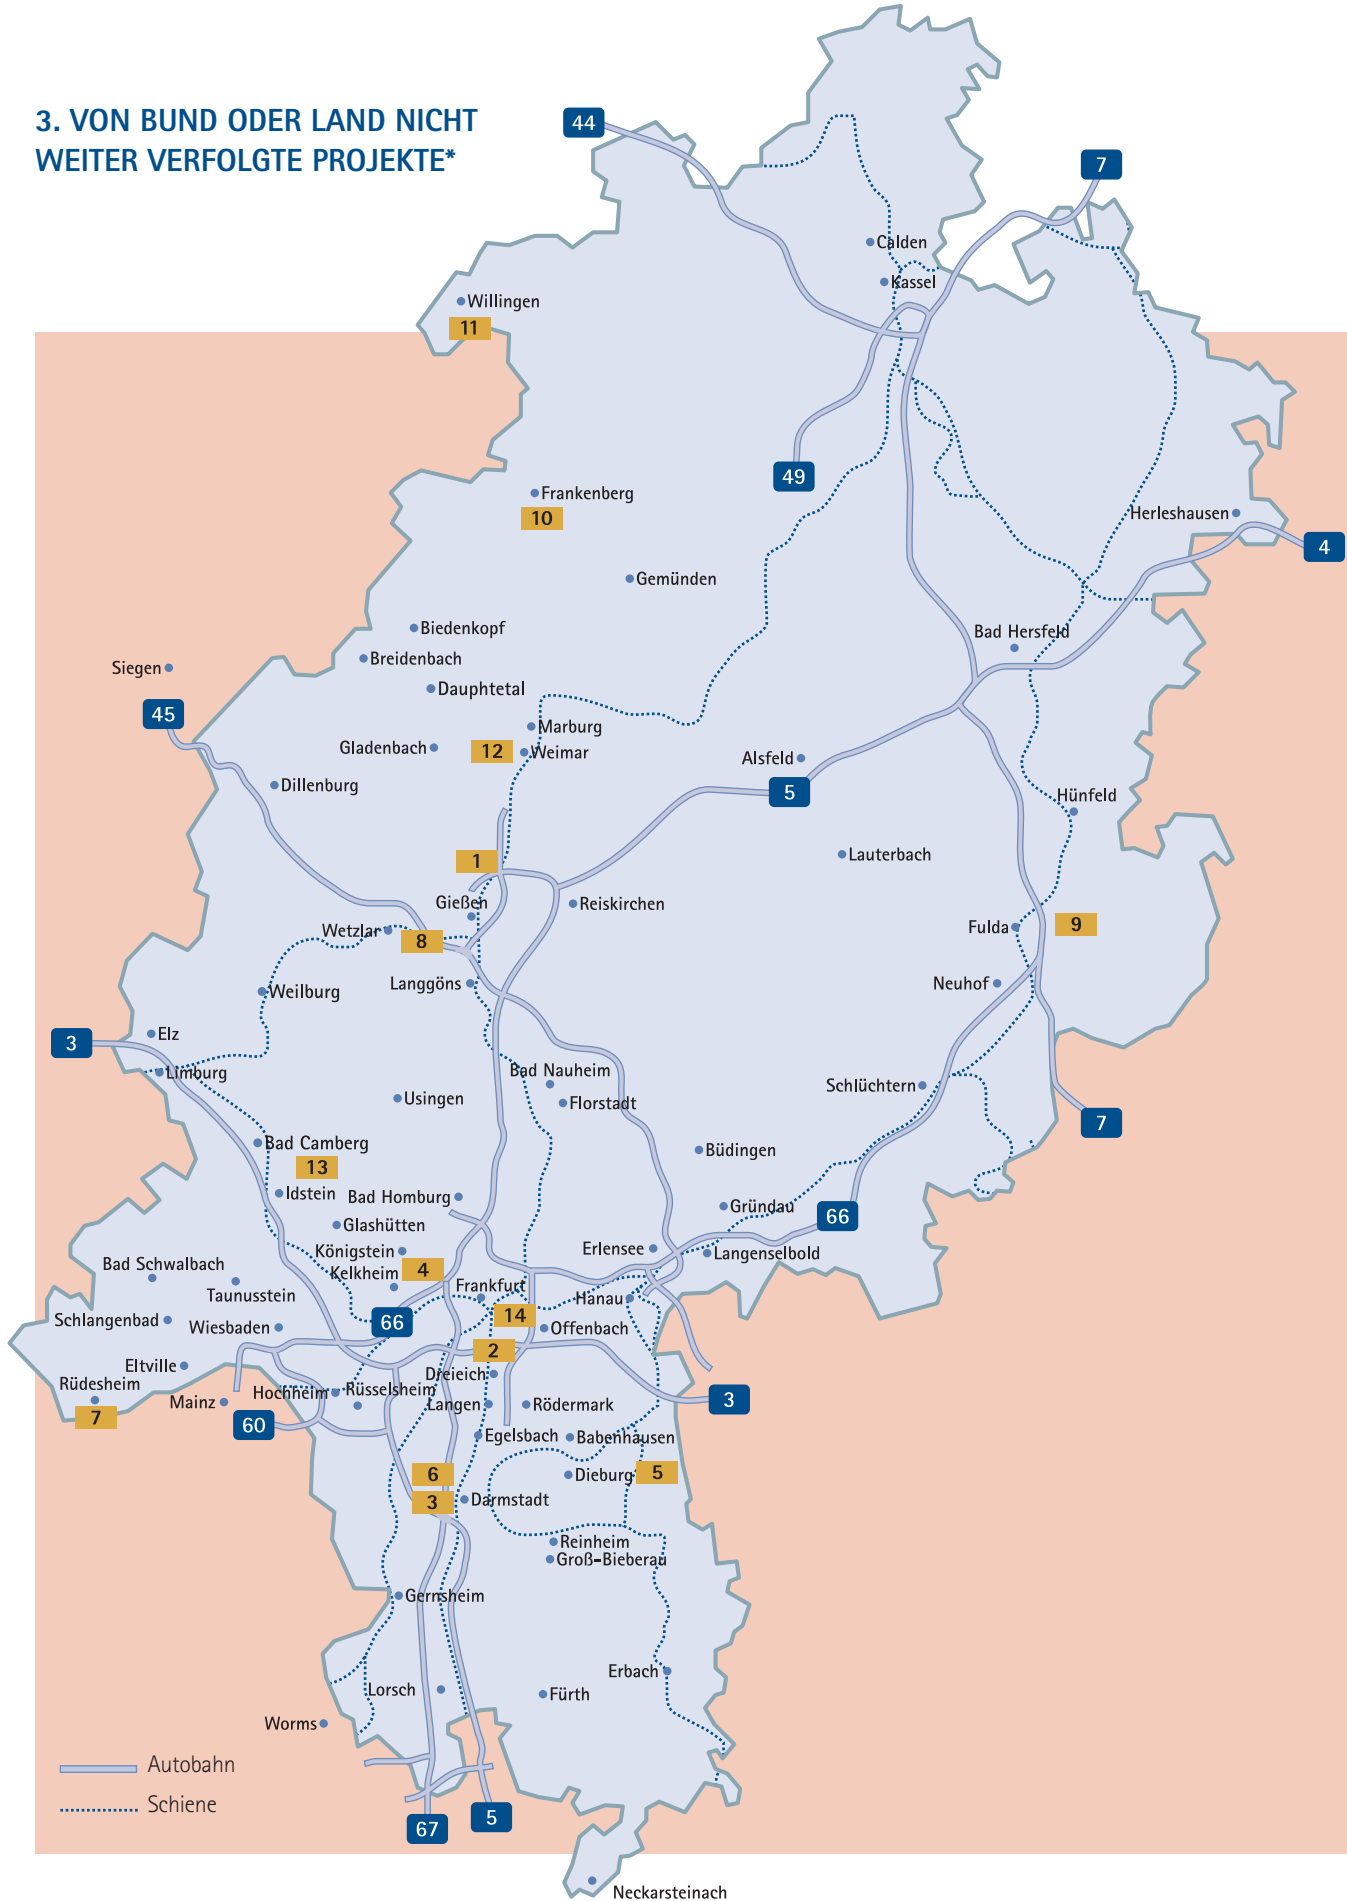 3. VON BUND ODER LAND NICHT
WEITER VERFOLGTE PROJEKTE*
44
7
Calden
Kassel
Willingen
11
49
Frankenberg
10
Herleshausen
4
Gemünden
Biedenkopf
Bad Hersfeld
Breidenbach
Siegen
Dauphtetal
45
Marburg
Gladenbach
12
Weimar
Alsfeld
Dillenburg
5
Hünfeld
Lauterbach
1
Gießen
Reiskirchen
Wetzlar
8
Fulda
9
Langgöns
Neuhof
Weilburg
Elz
3
Limburg
Bad Nauheim
Schlüchtern
Usingen
Florstadt
7
Bad Camberg
Büdingen
13
Idstein
Bad Homburg
Gründau
66
Glashütten
Königstein
Erlensee
Langenselbold
Bad Schwalbach
Kelkheim
4
Taunusstein
Frankfurt
Hanau
Schlangenbad
Wiesbaden
66
14
Offenbach
2
Eltville
Dreieich
Rüdesheim
Hochheim
Rüsselsheim
Mainz
Langen
Rödermark
3
7
60
Egelsbach
Babenhausen
6
Dieburg
5
3
Darmstadt
Reinheim
Groß-Bieberau
Gernsheim
Erbach
Lorsch
Fürth
Worms
Autobahn
Schiene
67
5
Neckarsteinach